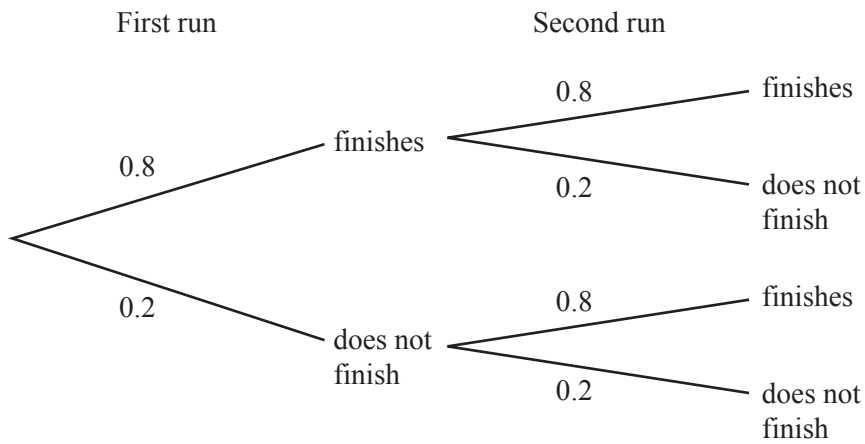 First run
Second run
0.8
finishes
0.8
finishes
0.2
does not
finish
0.2
does not
finish
0.8
finishes
0.2
does not
finish